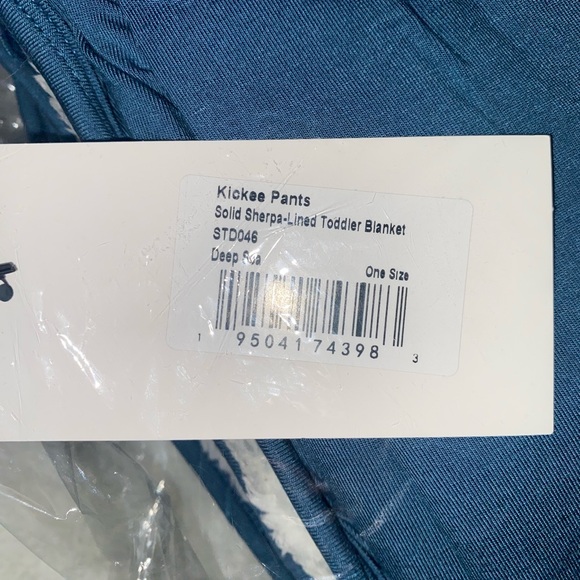 Kickee Pants
Solid Sherpa-Lined Toddler Blanket
STD046
Deep Sea
One Size
1 95041 74398 3